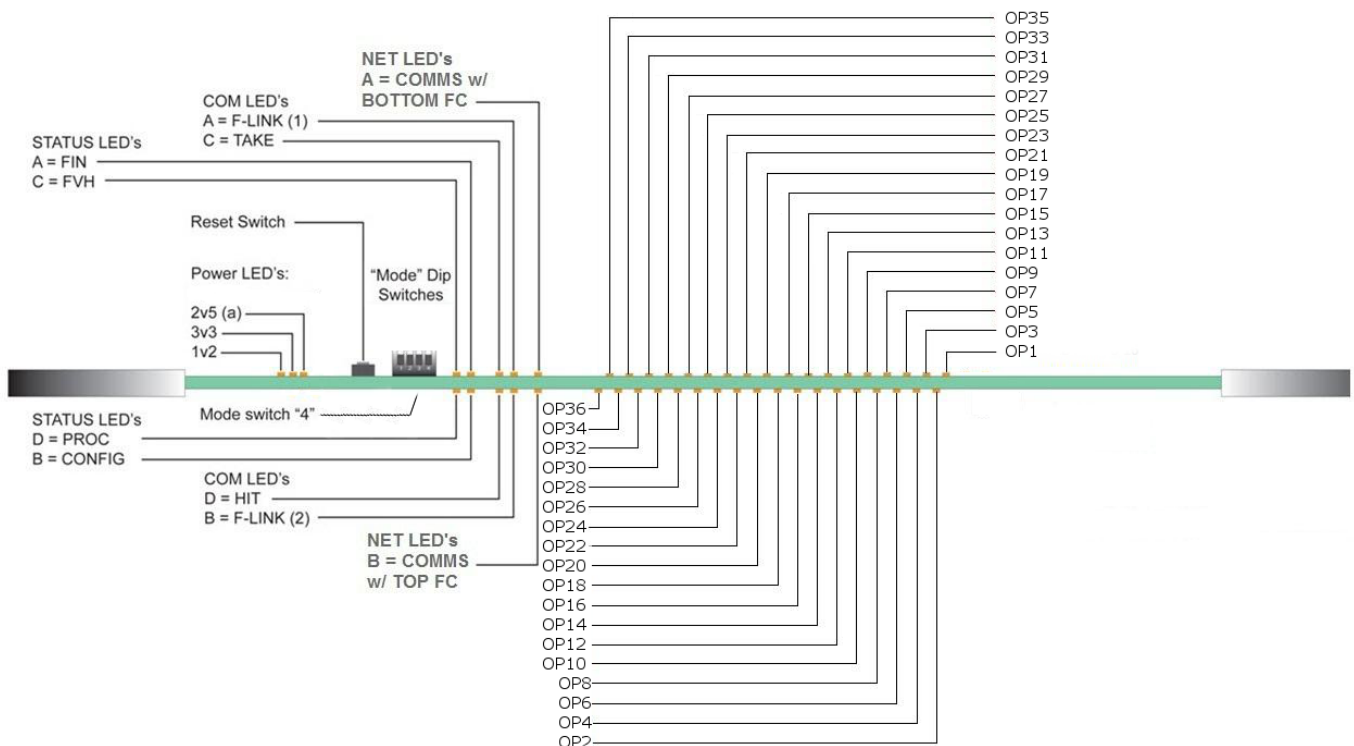 NET LED's
A = COMMS w/
BOTTOM FC
COM LED's
A = F-LINK (1)
C = TAKE
STATUS LED's
A = FIN
C = FVH
Reset Switch
Power LED's:
2v5 (a)
3v3
1v2
“Mode” Dip
Switches
OP35
OP33
OP31
OP29
OP27
OP25
OP23
OP21
OP19
OP17
OP15
OP13
OP11
OP9
OP7
OP5
OP3
OP1
Mode switch “4”
STATUS LED's
D = PROC
B = CONFIG
COM LED's
D = HIT
B = F-LINK (2)
NET LED's
B = COMMS
w/ TOP FC
OP36
OP34
OP32
OP30
OP28
OP26
OP24
OP22
OP20
OP18
OP16
OP14
OP12
OP10
OP8
OP6
OP4
OP2